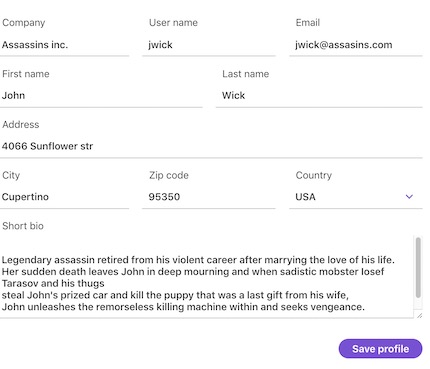 Company User name Email
Assassins inc. jwick jwick@assasins.com
First name Last name
John Wick
Address
4066 Sunflower str
City Zip code Country
Cupertino 95350 USA
Short bio
Legendary assassin retired from his violent career after marrying the love of his life.
Her sudden death leaves John in deep mourning and when sadistic mobster Iosef
Tarasov and his thugs
steal John's prized car and kill the puppy that was a last gift from his wife,
John unleashes the remorseless killing machine within and seeks vengeance.
Save profile